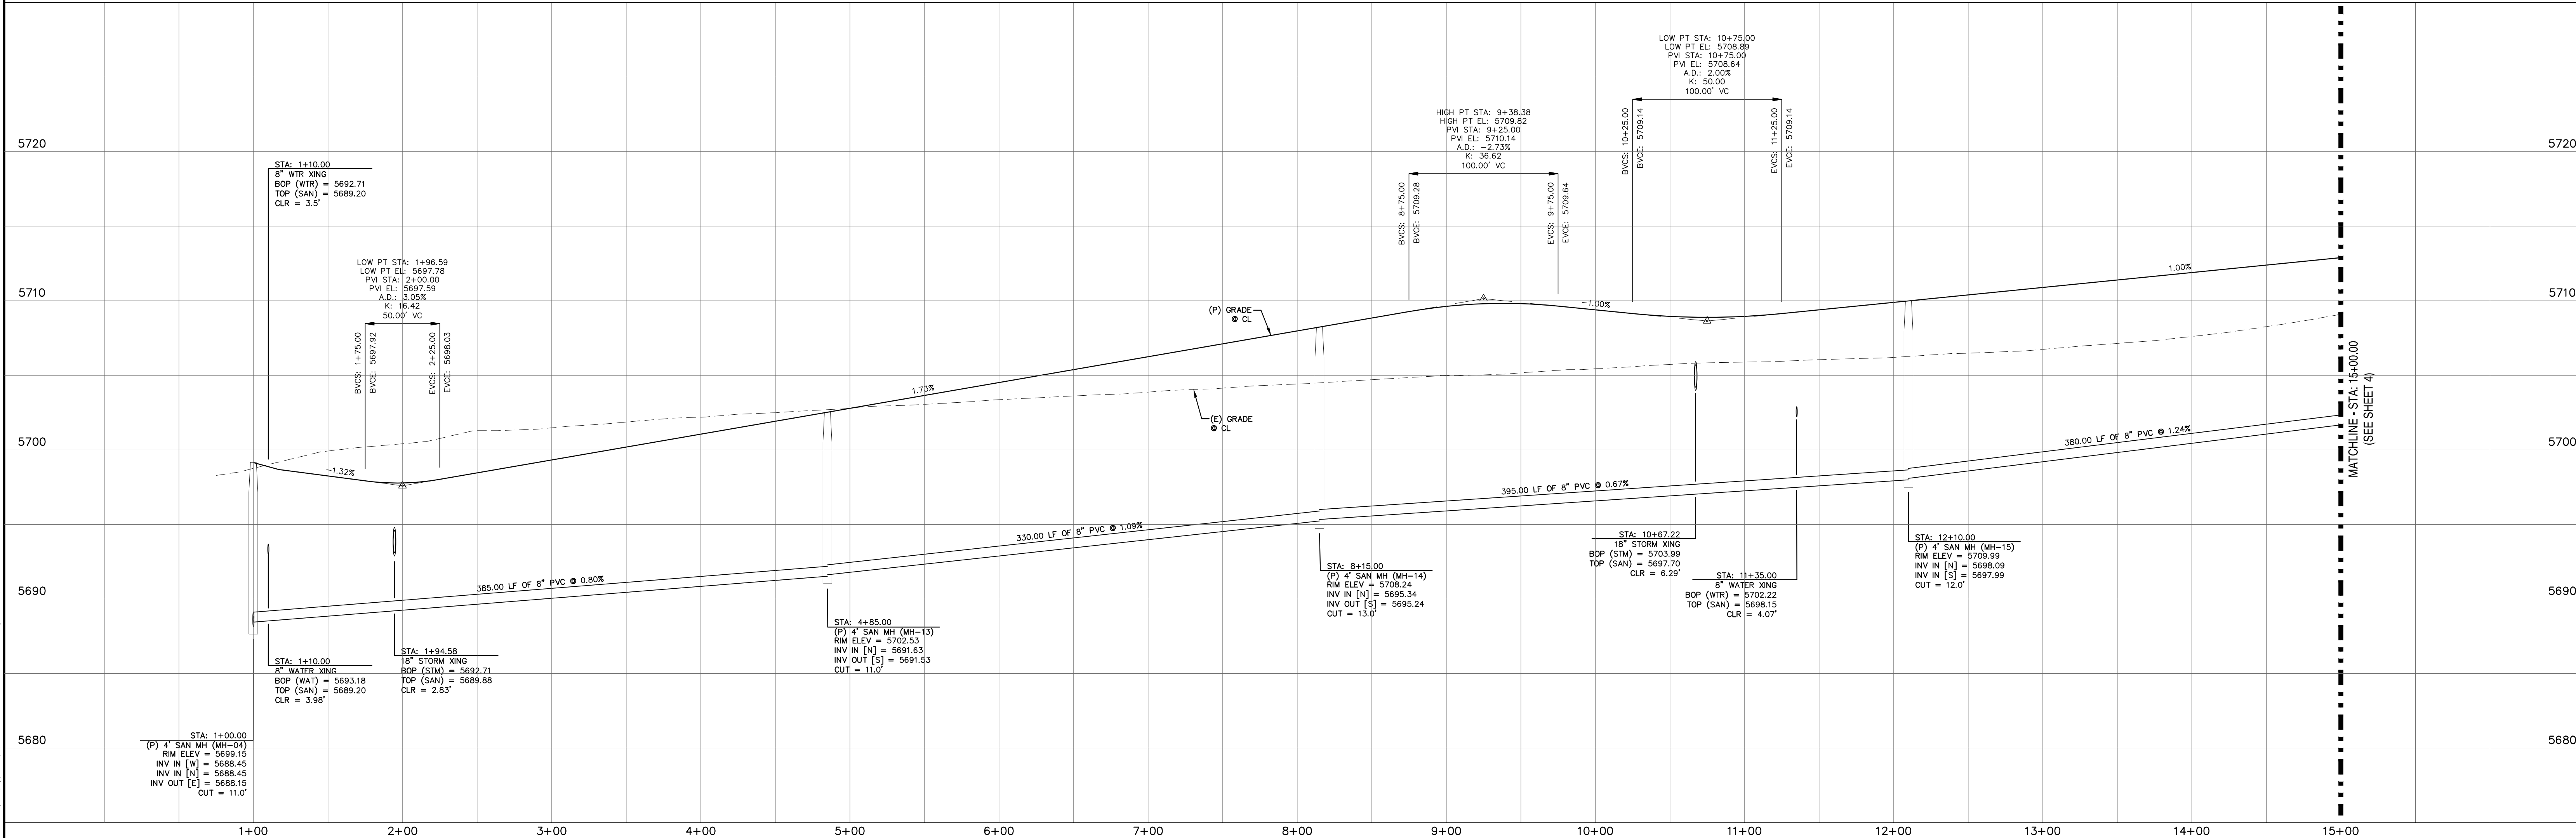 LOW PT STA: 10+75.00
LOW PT EL: 5708.89
PVI STA: 10+75.00
PVI EL: 5708.64
A.D.: 2.00%
K: 50.00
100.00' VC
BVCS: 10+25.00
BVCE: 5709.14
EVCS: 11+25.00
EVCE: 5709.14
HIGH PT STA: 9+38.38
HIGH PT EL: 5709.82
PVI STA: 9+25.00
PVI EL: 5710.14
A.D.: -2.73%
K: 36.62
100.00' VC
BVCS: 8+75.00
BVCE: 5709.28
EVCS: 9+75.00
EVCE: 5709.64
5720
5720
STA: 1+10.00
8" WTR XING
BOP (WTR) = 5692.71
TOP (SAN) = 5689.20
CLR = 3.5'
LOW PT STA: 1+96.59
LOW PT EL: 5697.78
PVI STA: 2+00.00
PVI EL: 5697.59
A.D.: 3.05%
K: 16.42
50.00' VC
BVCS: 1+75.00
BVCE: 5697.92
EVCS: 2+25.00
EVCE: 5698.03
5710
5710
(P) GRADE
@ CL
-1.00%
1.00%
1.73%
(E) GRADE
@ CL
-1.32%
5700
5700
MATCHLINE - STA: 15+00.00
(SEE SHEET 4)
385.00 LF OF 8" PVC @ 0.80%
330.00 LF OF 8" PVC @ 1.09%
395.00 LF OF 8" PVC @ 0.67%
380.00 LF OF 8" PVC @ 1.24%
5690
5690
STA: 10+67.22
18" STORM XING
BOP (STM) = 5703.99
TOP (SAN) = 5697.70
CLR = 6.29'
STA: 11+35.00
8" WATER XING
BOP (WTR) = 5702.22
TOP (SAN) = 5698.15
CLR = 4.07'
STA: 12+10.00
(P) 4' SAN MH (MH-15)
RIM ELEV = 5709.99
INV IN [N] = 5698.09
INV IN [S] = 5697.99
CUT = 12.0'
STA: 8+15.00
(P) 4' SAN MH (MH-14)
RIM ELEV = 5708.24
INV IN [N] = 5695.34
INV OUT [S] = 5695.24
CUT = 13.0'
STA: 4+85.00
(P) 4' SAN MH (MH-13)
RIM ELEV = 5702.53
INV IN [N] = 5691.63
INV OUT [S] = 5691.53
CUT = 11.0'
STA: 1+10.00
8" WATER XING
BOP (WAT) = 5693.18
TOP (SAN) = 5689.20
CLR = 3.98'
STA: 1+94.58
18" STORM XING
BOP (STM) = 5692.71
TOP (SAN) = 5689.88
CLR = 2.83'
5680
5680
STA: 1+00.00
(P) 4' SAN MH (MH-04)
RIM ELEV = 5699.15
INV IN [W] = 5688.45
INV IN [N] = 5688.45
INV OUT [E] = 5688.15
CUT = 11.0'
1+00
2+00
3+00
4+00
5+00
6+00
7+00
8+00
9+00
10+00
11+00
12+00
13+00
14+00
15+00